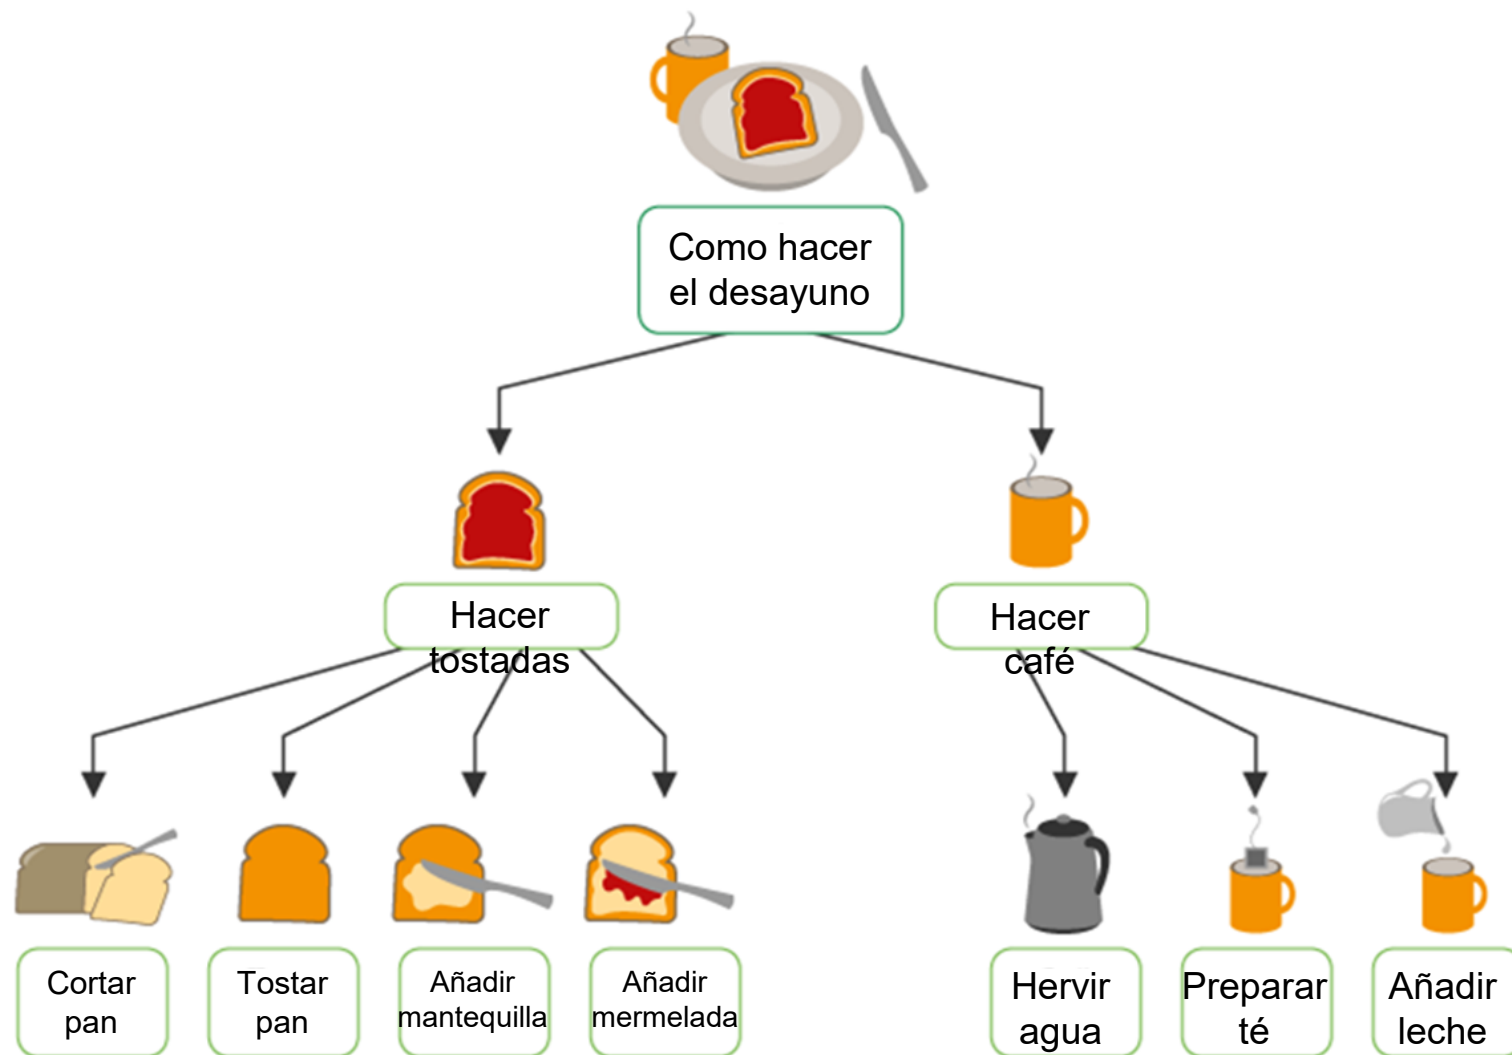 Como hacer
el desayuno
Hacer
tostadas
Hacer
café
Cortar
pan
Tostar
pan
Añadir
mantequilla
Añadir
mermelada
Hervir
agua
Preparar
té
Añadir
leche